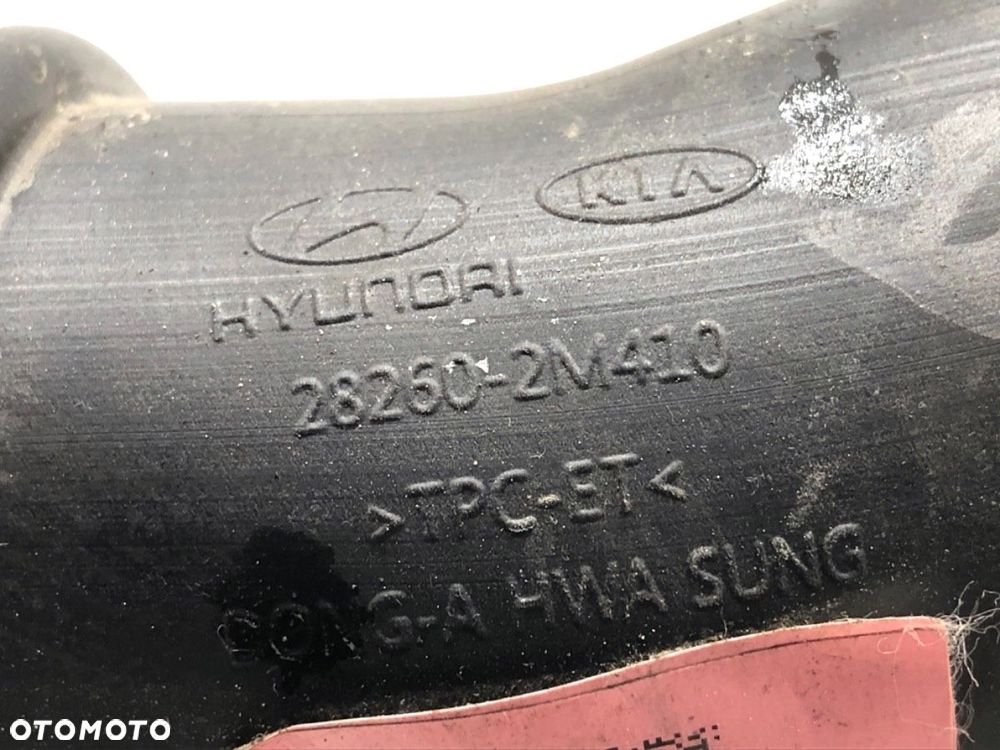 KIA
HYUNDAI
28260-2M410
>TPC-ET<
DONG-A HWA SUNG
OTOMOTO